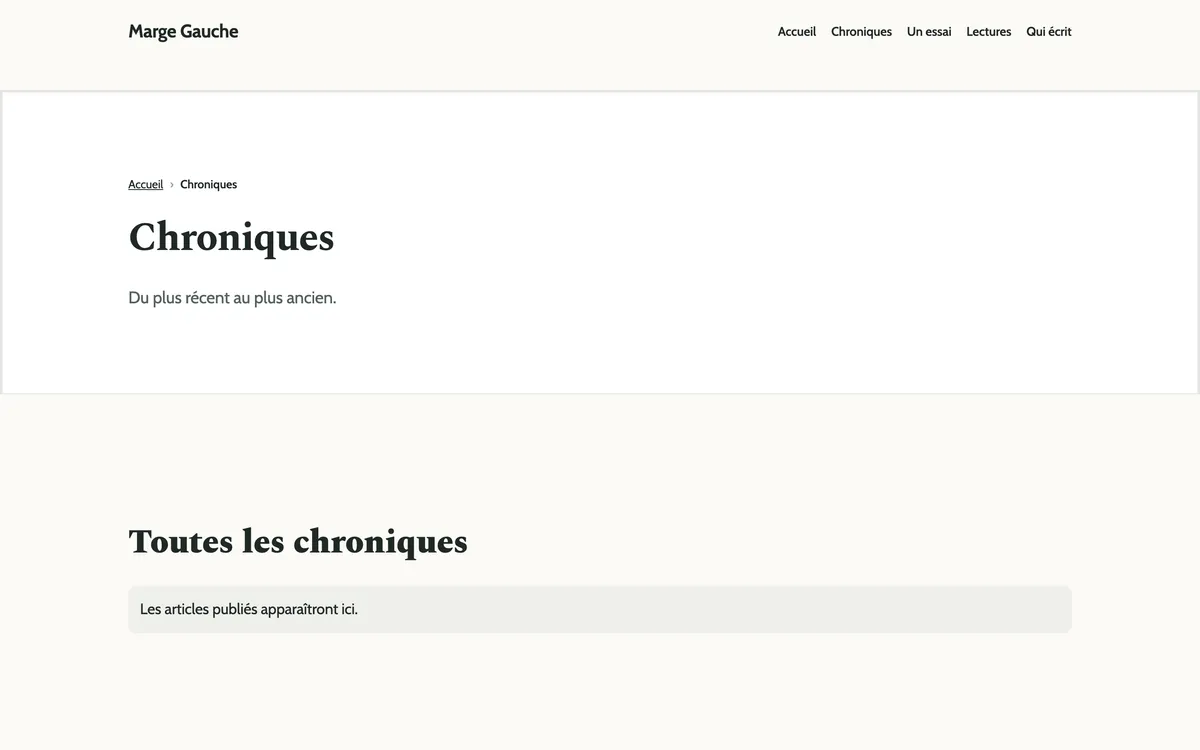 Marge Gauche
Accueil Chroniques Un essai Lectures Qui écrit
Accueil › Chroniques
Chroniques
Du plus récent au plus ancien.
Toutes les chroniques
Les articles publiés apparaîtront ici.